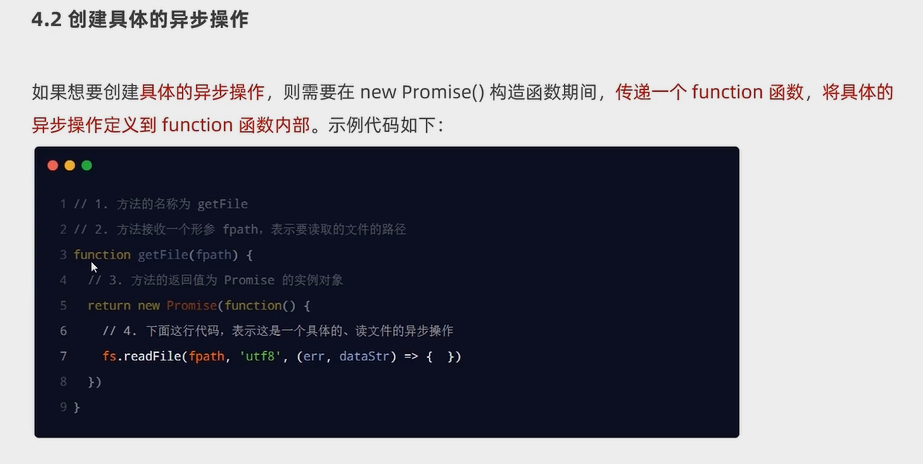 4.2 创建具体的异步操作
如果想要创建具体的异步操作，则需要在 new Promise() 构造函数期间，传递一个 function 函数，将具体的
异步操作定义到 function 函数内部。示例代码如下：
1 // 1. 方法的名称为 getFile
2 // 2. 方法接收一个形参 fpath，表示要读取的文件的路径
3 function getFile(fpath) {
4   // 3. 方法的返回值为 Promise 的实例对象
5   return new Promise(function() {
6     // 4. 下面这行代码，表示这是一个具体的、读文件的异步操作
7     fs.readFile(fpath, 'utf8', (err, dataStr) => {  })
8   })
9 }